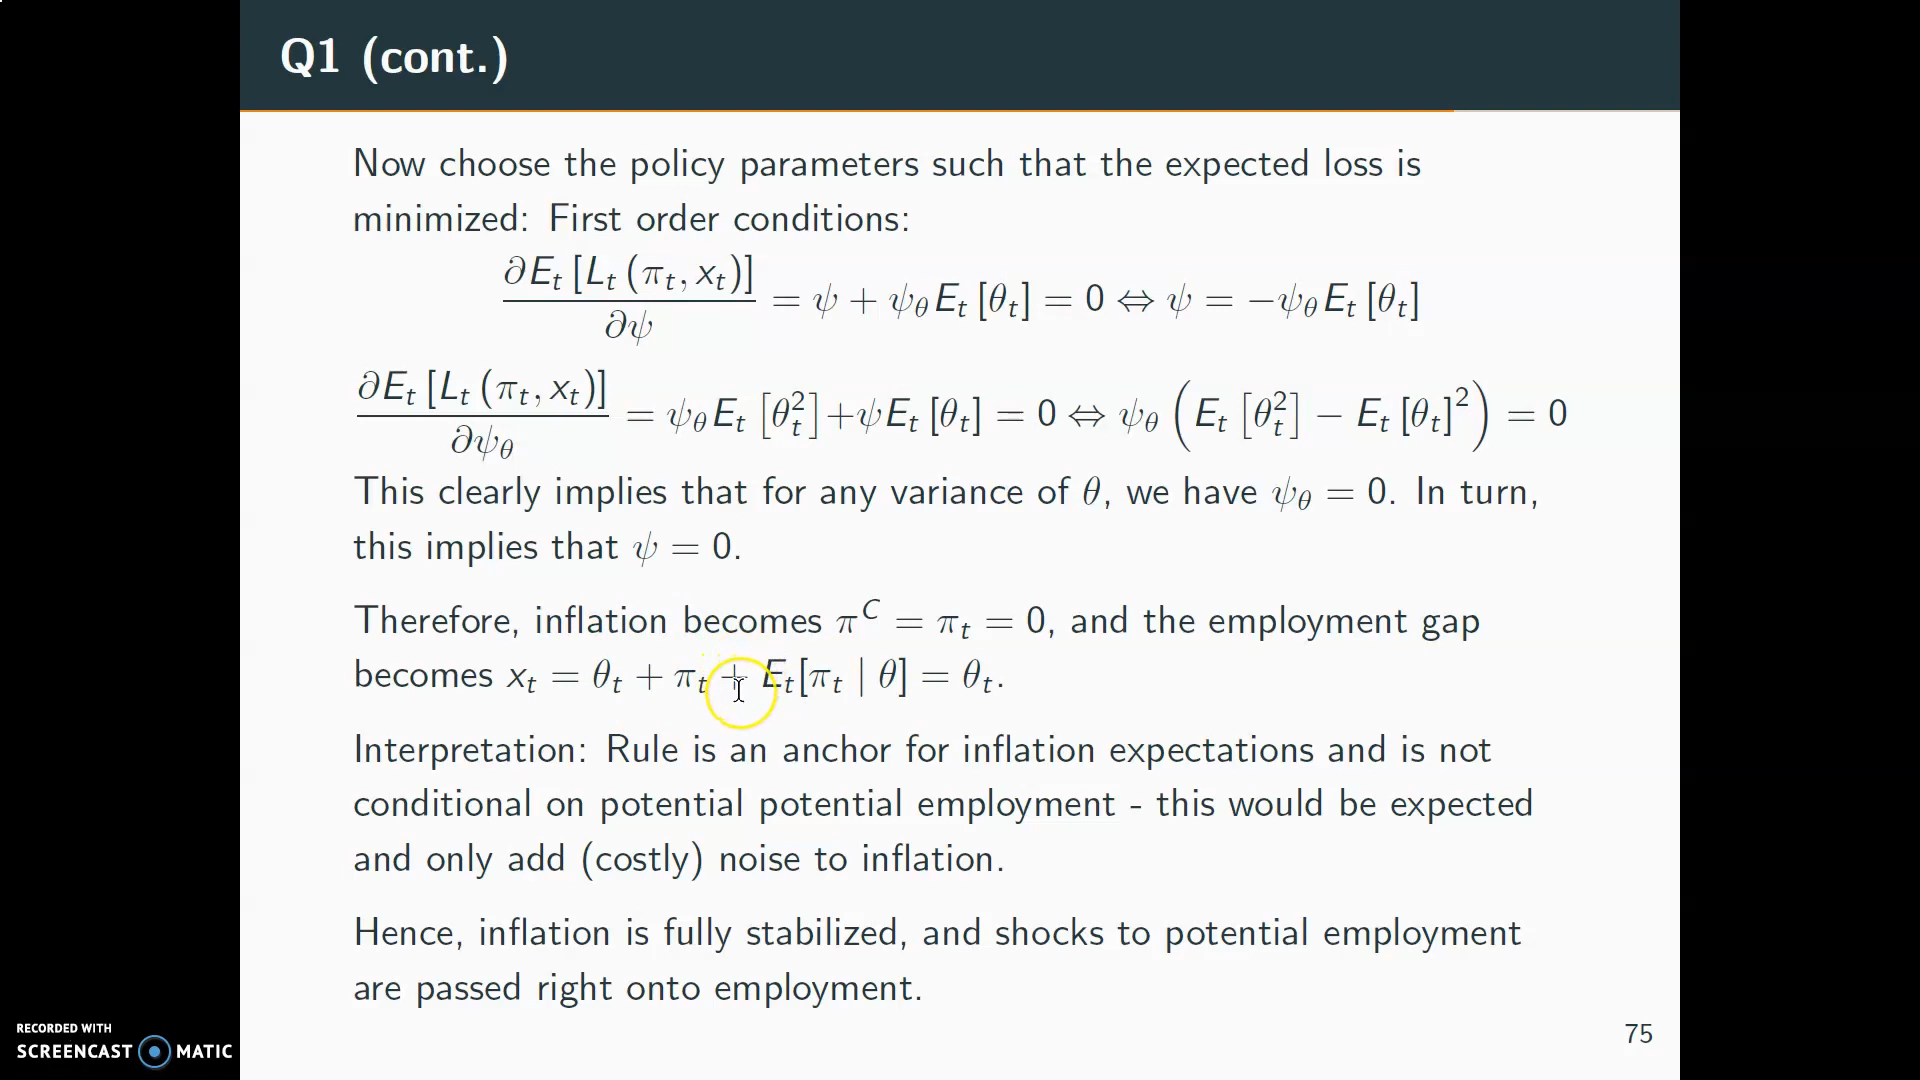 Q1 (cont.)
Now choose the policy parameters such that the expected loss is
minimized: First order conditions:
∂E_t [L_t (π_t, x_t)] / ∂ψ = ψ + ψ_θ E_t [θ_t] = 0 ⇔ ψ = −ψ_θ E_t [θ_t]
∂E_t [L_t (π_t, x_t)] / ∂ψ_θ = ψ_θ E_t [θ_t^2] + ψE_t [θ_t] = 0 ⇔ ψ_θ (E_t [θ_t^2] − E_t [θ_t]^2) = 0
This clearly implies that for any variance of θ, we have ψ_θ = 0. In turn,
this implies that ψ = 0.
Therefore, inflation becomes π^C = π_t = 0, and the employment gap
becomes x_t = θ_t + π_t + E_t[π_t | θ] = θ_t.
Interpretation: Rule is an anchor for inflation expectations and is not
conditional on potential potential employment - this would be expected
and only add (costly) noise to inflation.
Hence, inflation is fully stabilized, and shocks to potential employment
are passed right onto employment.
75
RECORDED WITH
SCREENCAST MATIC